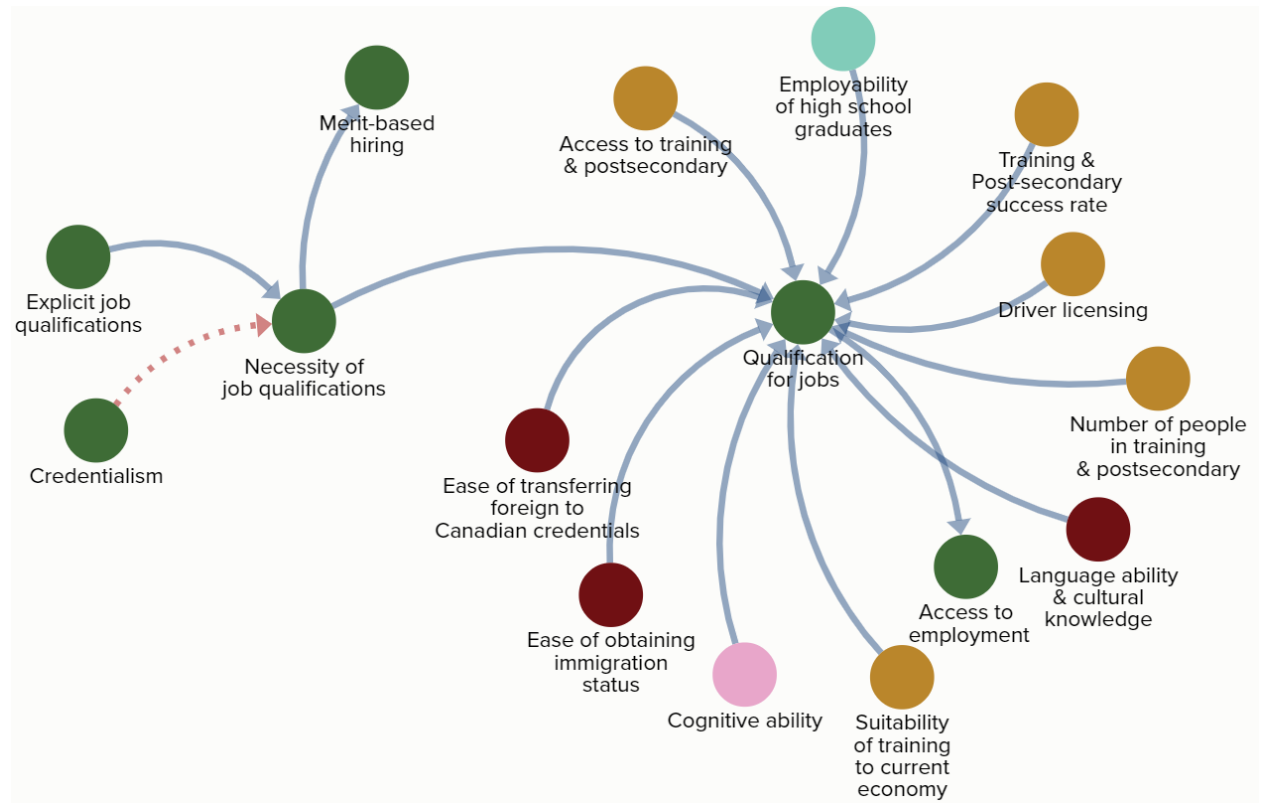 Merit-based
hiring
Access to training
& postsecondary
Employability
of high school
graduates
Training &
Post-secondary
success rate
Explicit job
qualifications
Driver licensing
Necessity of
job qualifications
Qualification
for jobs
Credentialism
Number of people
in training
& postsecondary
Ease of transferring
foreign to
Canadian credentials
Language ability
& cultural
knowledge
Access to
employment
Ease of obtaining
immigration
status
Cognitive ability
Suitability
of training
to current
economy